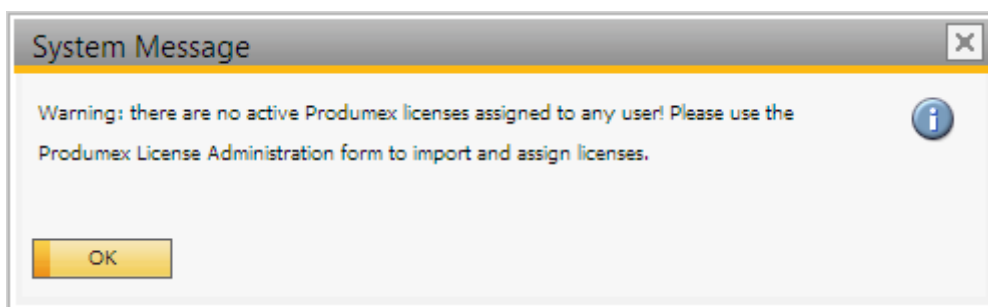 System Message
Warning: there are no active Produmex licenses assigned to any user! Please use the
Produmex License Administration form to import and assign licenses.
OK